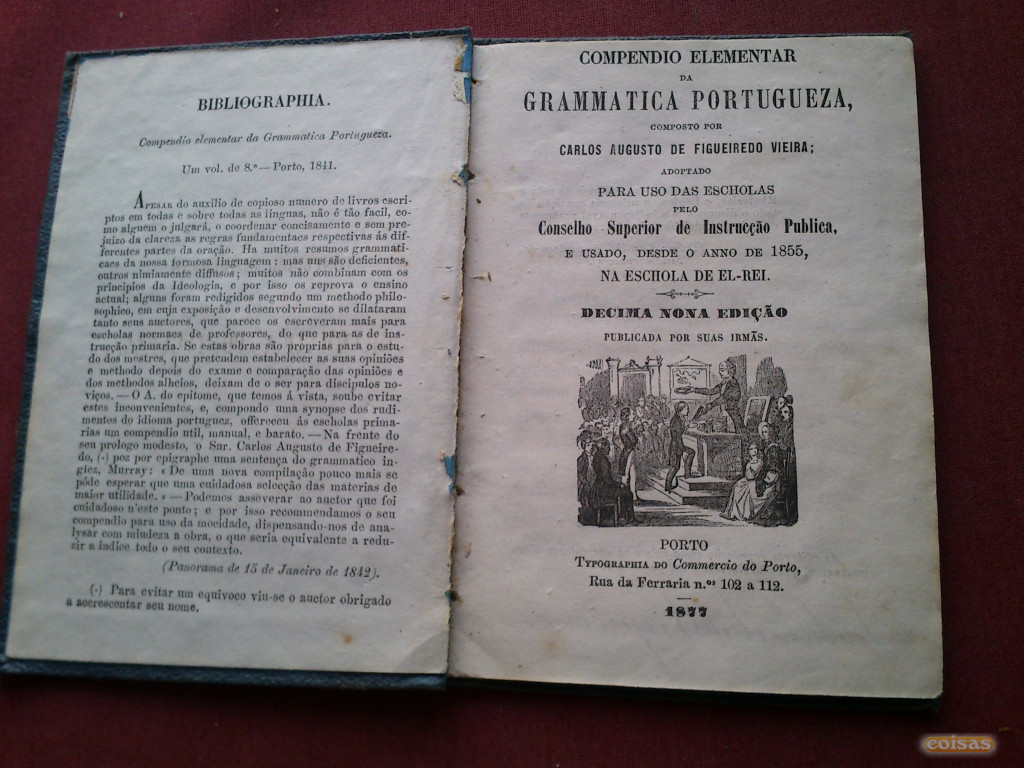 BIBLIOGRAPHIA.
Compendio elementar da Grammatica Portugueza.
Um vol. de 8.º — Porto, 1841.
APESAR do auxilio de copioso numero de livros escri-
ptos em todas e sobre todas as linguas, não é tão facil, co-
mo alguem o julgará, o coordenar concisamente e sem pre-
juizo da clareza as regras fundamentaes respectivas ás dif-
ferentes partes da oração. Ha muitos resumos grammati-
caes da nossa formosa linguagem: mas uns são deficientes,
outros nimiamente diffusos; muitos não combinam com os
principios da Ideologia, e por isso os reprova o ensino
actual; alguns foram redigidos segundo um methodo philo-
sophico, em cuja exposição e desenvolvimento se dilataram
tanto seus auctores, que parece os escreveram mais para
escholas normaes de professores, do que para as de ins-
trucção primaria. Se estas obras são proprias para o estu-
do dos mestres, que pretendem estabelecer as suas opiniões
e methodo depois do exame e comparação das opiniões e
dos methodos alheios, deixam de o ser para discipulos no-
viços. — O A. do epitome, que temos á vista, soube evitar
estes inconvenientes, e, compondo uma synopse dos rudi-
mentos do idioma portuguez, offereceu ás escholas prima-
rias um compendio util, manual, e barato. — Na frente do
seu prologo modesto, o Snr. Carlos Augusto de Figueire-
do, (·) poz por epigraphe uma sentença do grammatico in-
glez, Murray: « De uma nova compilação pouco mais se
póde esperar que uma cuidadosa selecção das materias de
maior utilidade. » — Podemos asseverar ao auctor que foi
cuidadoso n'este ponto; e por isso recommendamos o seu
compendio para uso da mocidade, dispensando-nos de ana-
lysar com miudeza a obra, o que seria equivalente a redu-
zir a indice todo o seu contexto.
(Panorama de 15 de Janeiro de 1842).
(·) Para evitar um equivoco viu-se o auctor obrigado
a accrescentar seu nome.
COMPENDIO ELEMENTAR
DA
GRAMMATICA PORTUGUEZA,
COMPOSTO POR
CARLOS AUGUSTO DE FIGUEIREDO VIEIRA;
ADOPTADO
PARA USO DAS ESCHOLAS
PELO
Conselho Superior de Instrucção Publica,
E USADO, DESDE O ANNO DE 1855,
NA ESCHOLA DE EL-REI.
DECIMA NONA EDIÇÃO
PUBLICADA POR SUAS IRMÃS.
PORTO
TYPOGRAPHIA DO Commercio do Porto,
Rua da Ferraria n.os 102 a 112.
1877
coisas